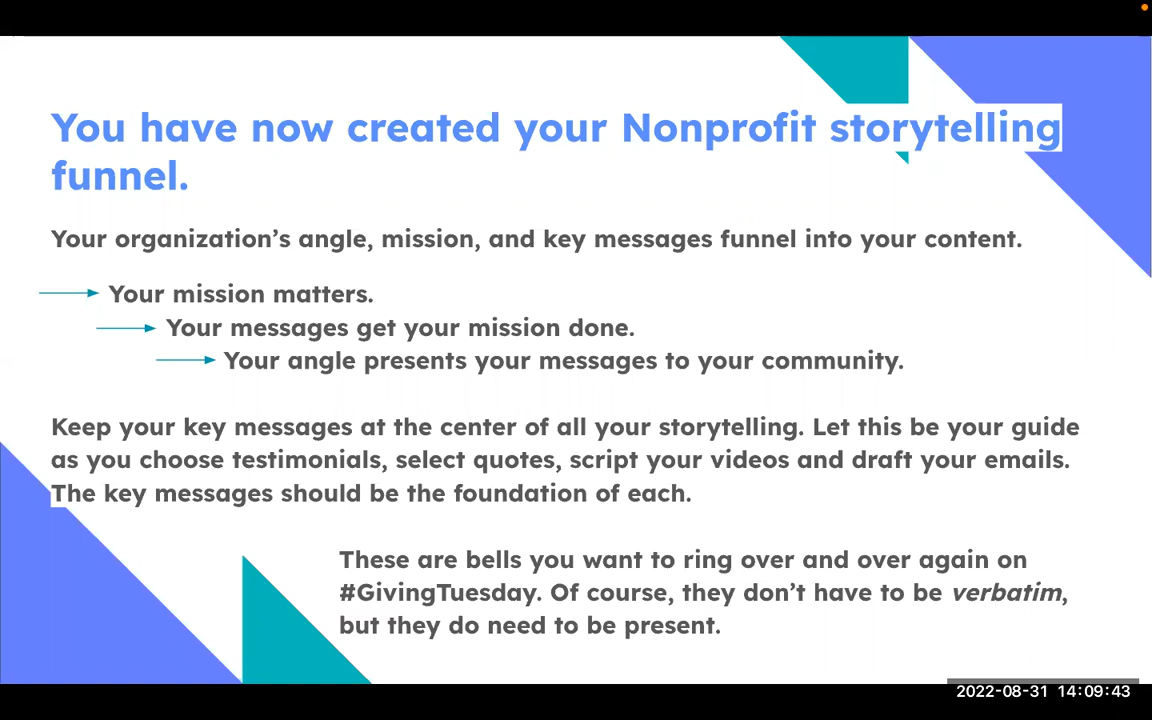 You have now created your Nonprofit storytelling
funnel.
Your organization’s angle, mission, and key messages funnel into your content.
Your mission matters.
Your messages get your mission done.
Your angle presents your messages to your community.
Keep your key messages at the center of all your storytelling. Let this be your guide
as you choose testimonials, select quotes, script your videos and draft your emails.
The key messages should be the foundation of each.
These are bells you want to ring over and over again on
#GivingTuesday. Of course, they don’t have to be verbatim,
but they do need to be present.
2022-08-31 14:09:43